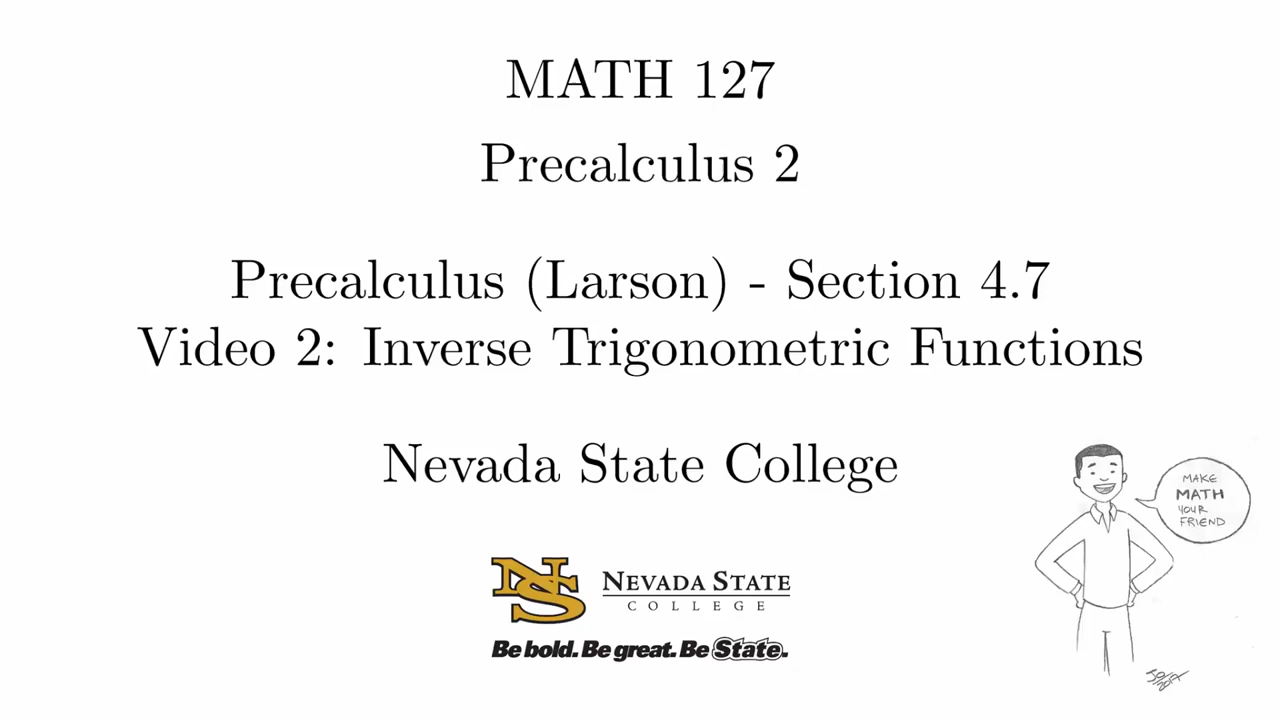 MATH 127
Precalculus 2
Precalculus (Larson) - Section 4.7
Video 2: Inverse Trigonometric Functions
Nevada State College
MAKE
MATH
YOUR
FRIEND
NS
NEVADA STATE
COLLEGE
Be bold. Be great. Be State.